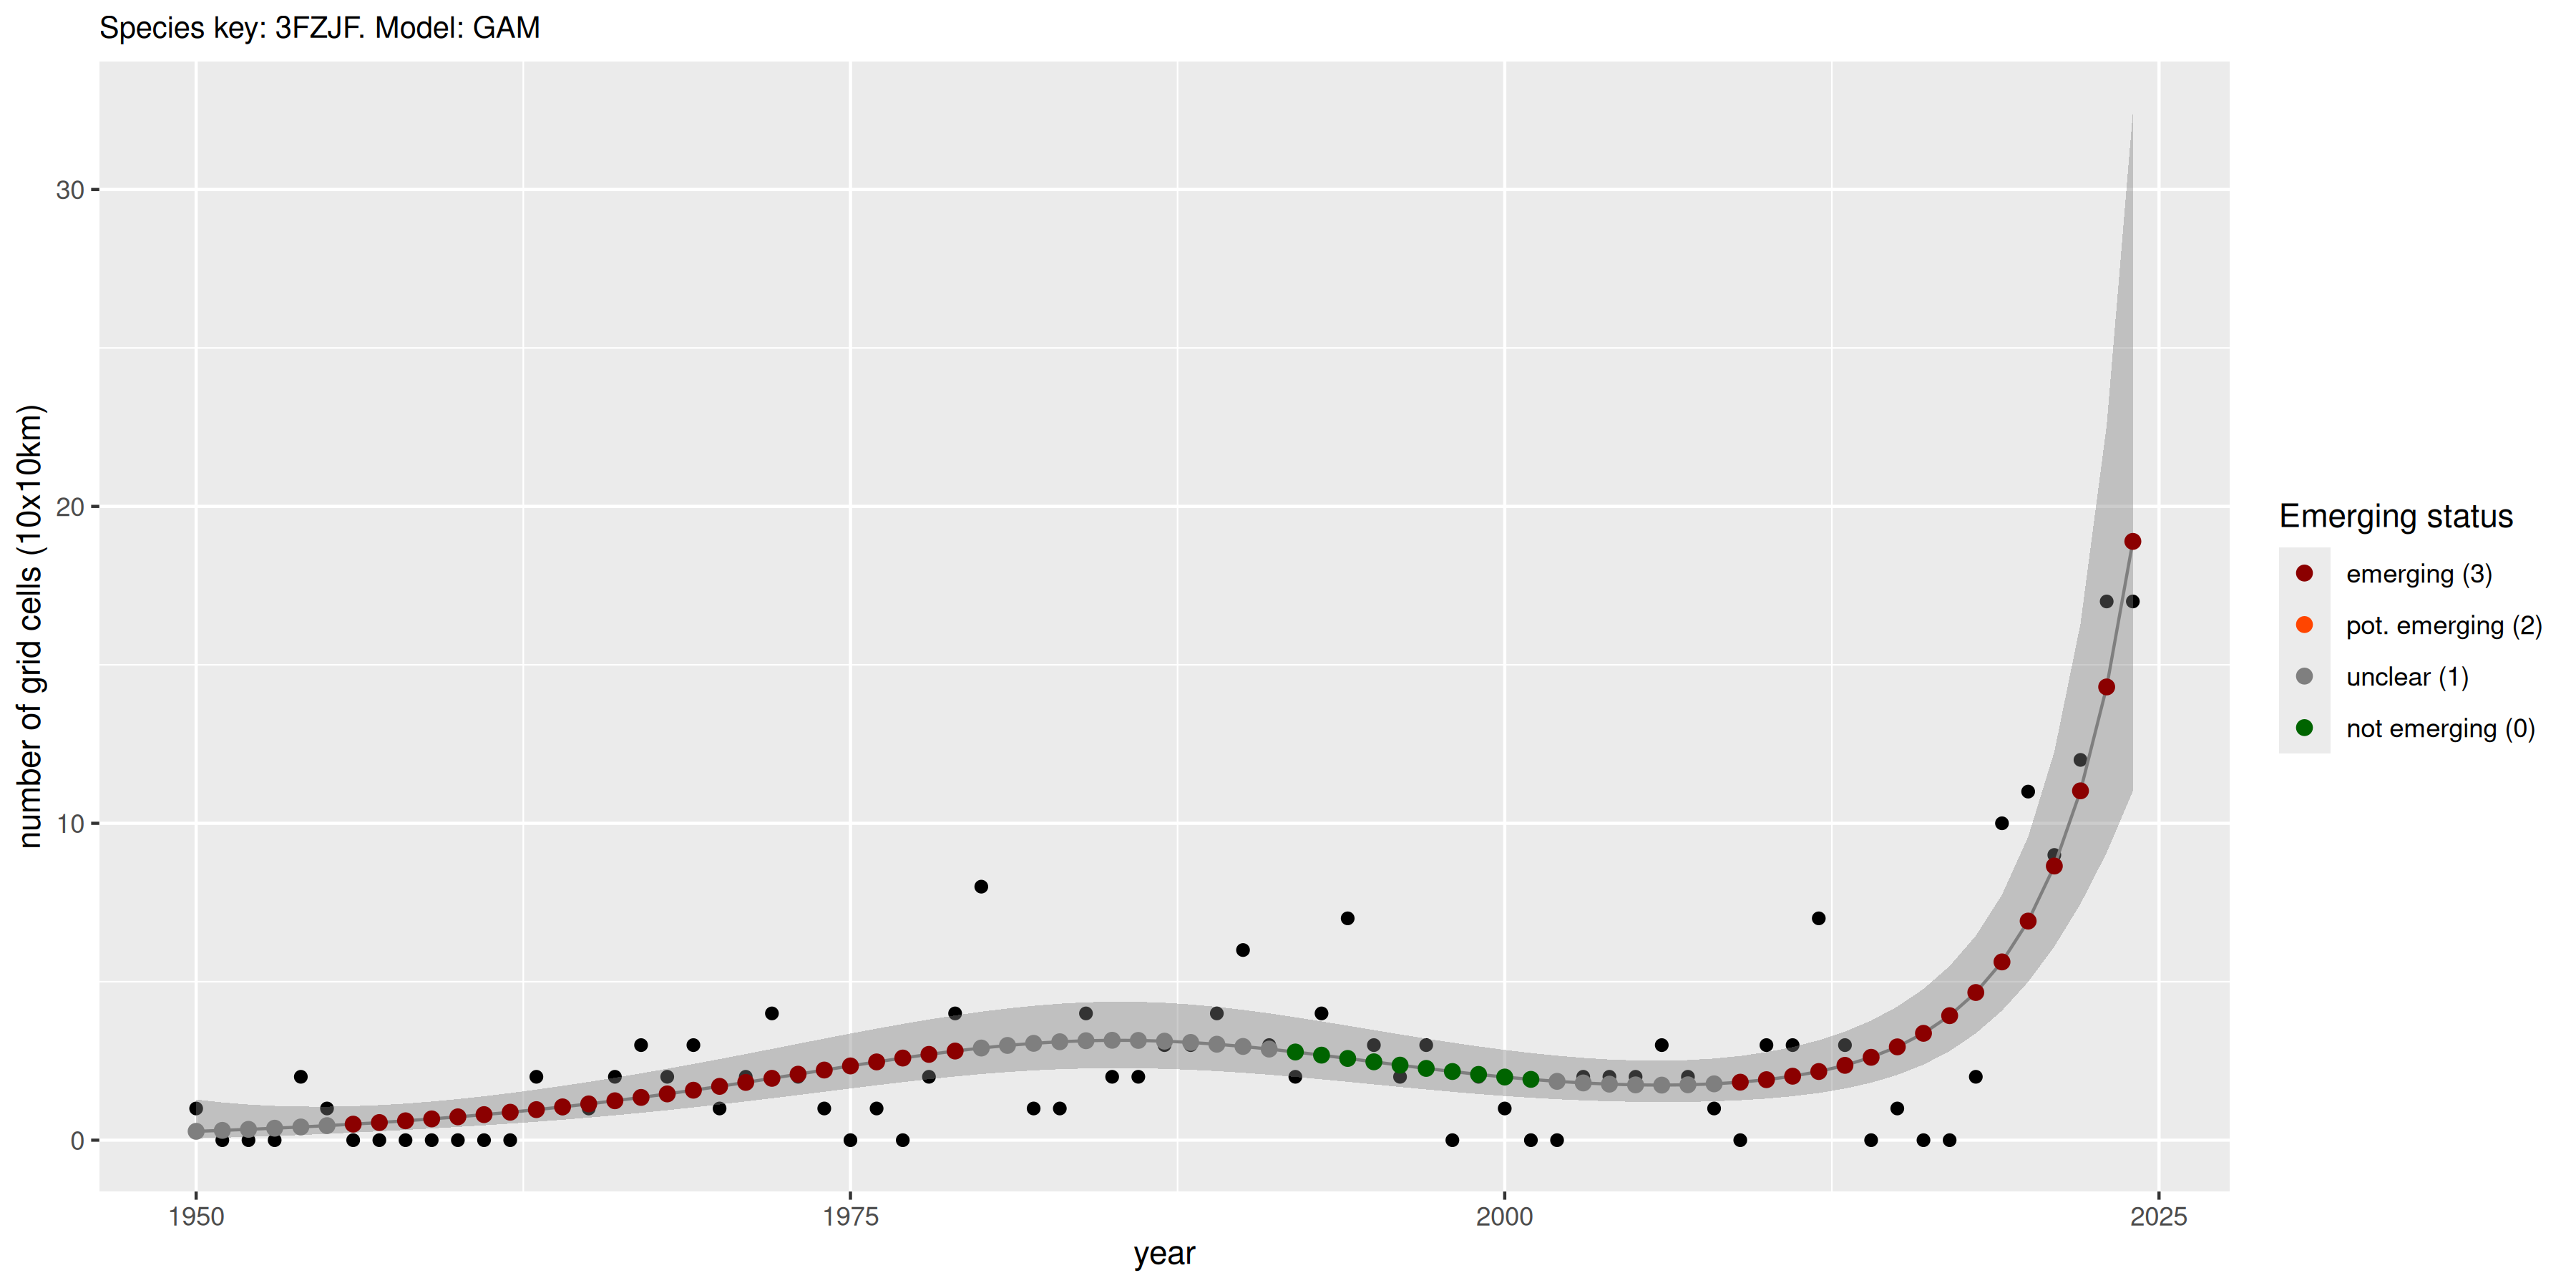 Species key: 3FZJF. Model: GAM
number of grid cells (10x10km)
30
20
10
0
1950
1975
2000
2025
year
Emerging status
emerging (3)
pot. emerging (2)
unclear (1)
not emerging (0)